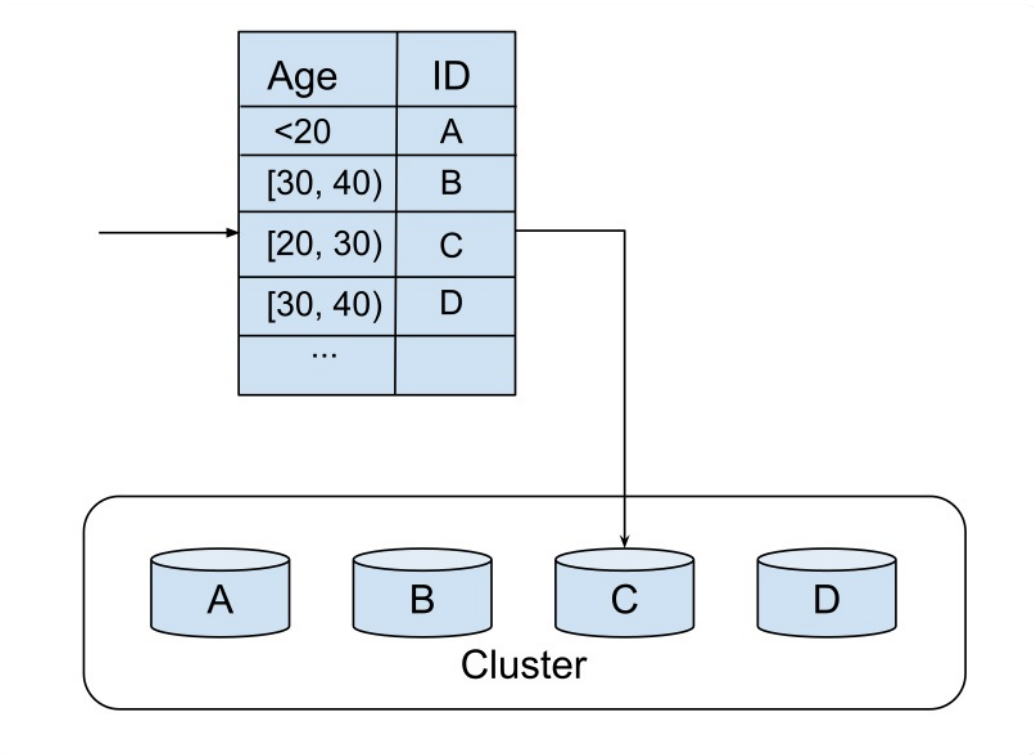 Age ID
<20 A
[30, 40) B
[20, 30) C
[30, 40) D
...
A B C D
Cluster